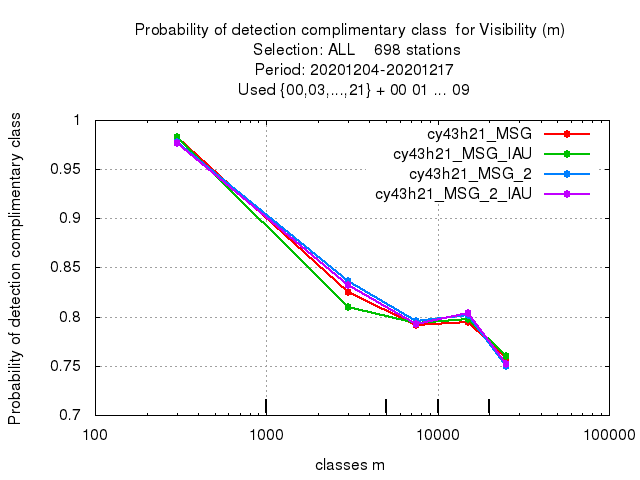 Probability of detection complimentary class  for Visibility (m)
Selection: ALL    698 stations
Period: 20201204-20201217
Used {00,03,...,21} + 00 01 ... 09
Probability of detection complimentary class
1
0.95
0.9
0.85
0.8
0.75
0.7
cy43h21_MSG
cy43h21_MSG_IAU
cy43h21_MSG_2
cy43h21_MSG_2_IAU
100 1000 10000 100000
classes m